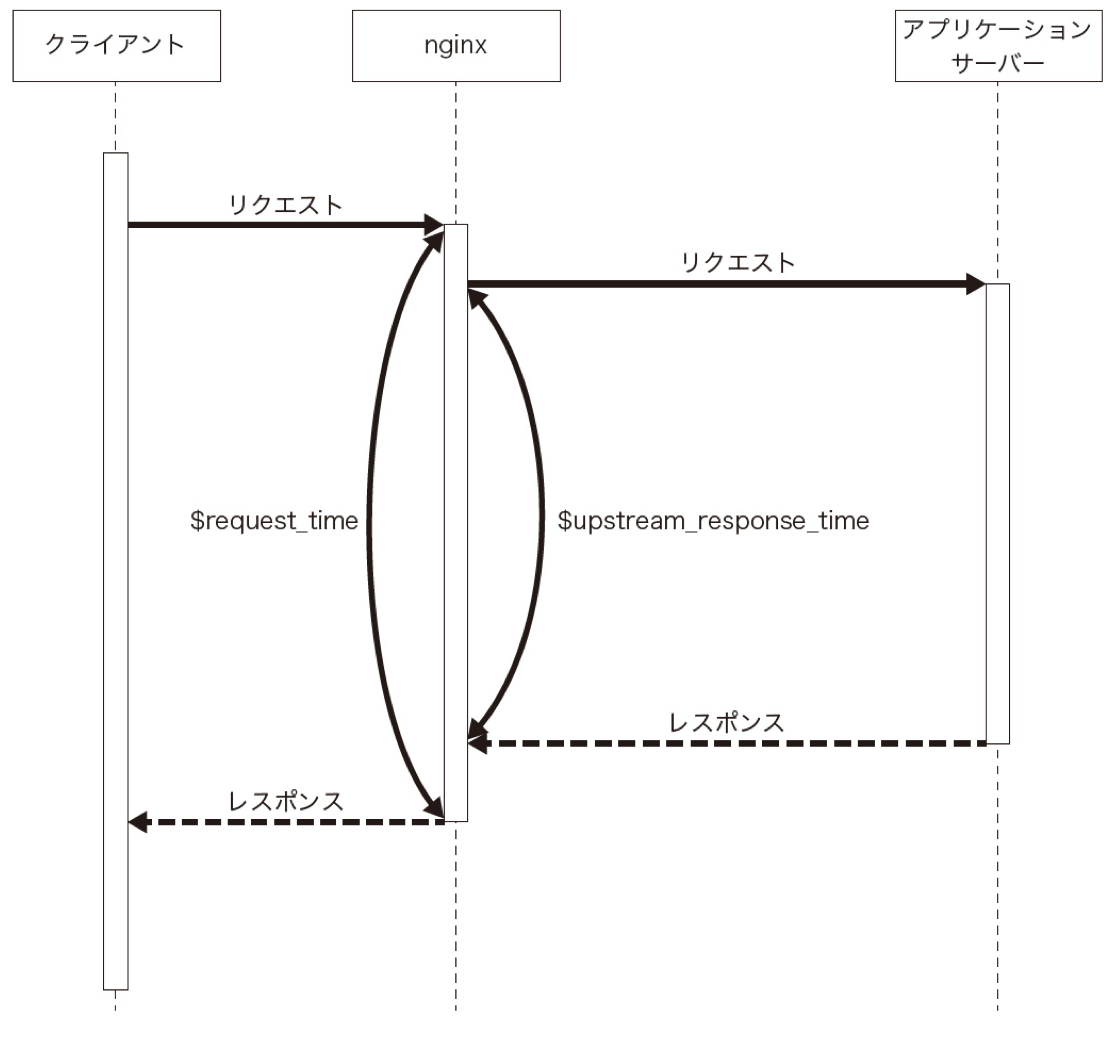 クライアント
nginx
アプリケーション
サーバー
リクエスト
リクエスト
$request_time
$upstream_response_time
レスポンス
レスポンス